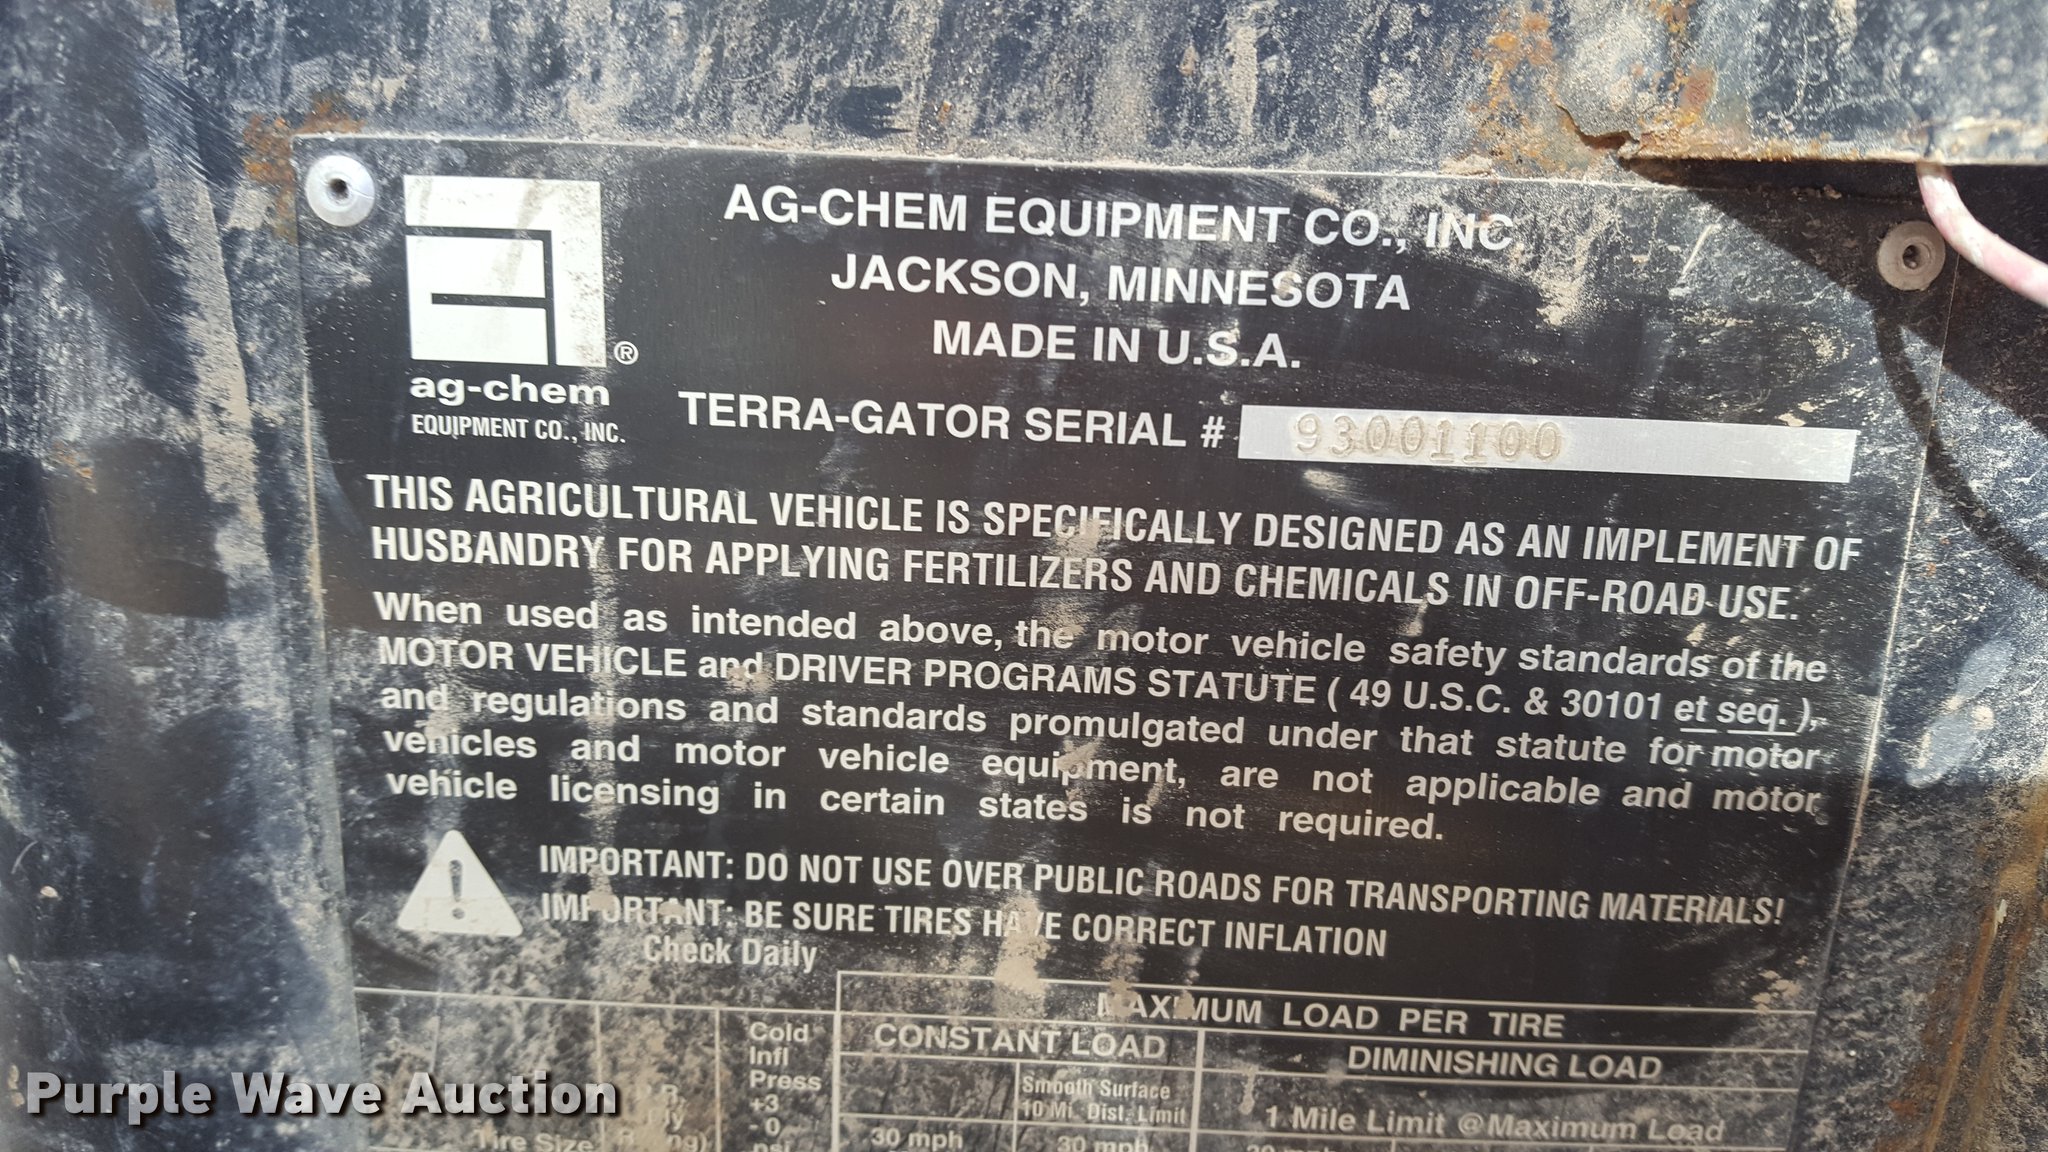 AG-CHEM EQUIPMENT CO., INC.
JACKSON, MINNESOTA
MADE IN U.S.A.
ag-chem ®
EQUIPMENT CO., INC.
TERRA-GATOR SERIAL # 93001100
THIS AGRICULTURAL VEHICLE IS SPECIFICALLY DESIGNED AS AN IMPLEMENT OF
HUSBANDRY FOR APPLYING FERTILIZERS AND CHEMICALS IN OFF-ROAD USE.
When used as intended above, the motor vehicle safety standards of the
MOTOR VEHICLE and DRIVER PROGRAMS STATUTE ( 49 U.S.C. & 30101 et seq. ),
and regulations and standards promulgated under that statute for motor
vehicles and motor vehicle equipment, are not applicable and motor
vehicle licensing in certain states is not required.
IMPORTANT: DO NOT USE OVER PUBLIC ROADS FOR TRANSPORTING MATERIALS!
IMPORTANT: BE SURE TIRES HAVE CORRECT INFLATION
Check Daily
MAXIMUM LOAD PER TIRE
CONSTANT LOAD
DIMINISHING LOAD
Cold
Infl
Press
+3
- 0
psi
Tire Size
Smooth Surface
10 Mi. Dist. Limit
1 Mile Limit @Maximum Load
30 mph
30 mph
Purple Wave Auction